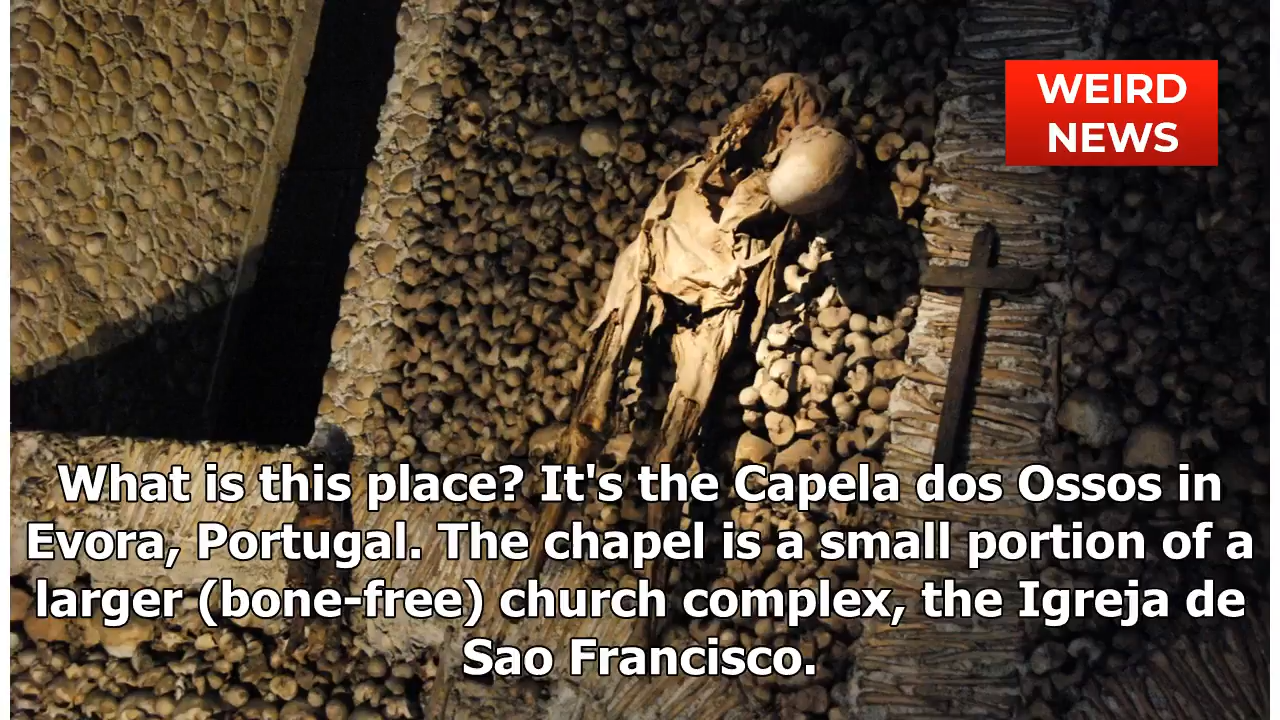 WEIRD
NEWS
What is this place? It's the Capela dos Ossos in
Evora, Portugal. The chapel is a small portion of a
larger (bone-free) church complex, the Igreja de
Sao Francisco.